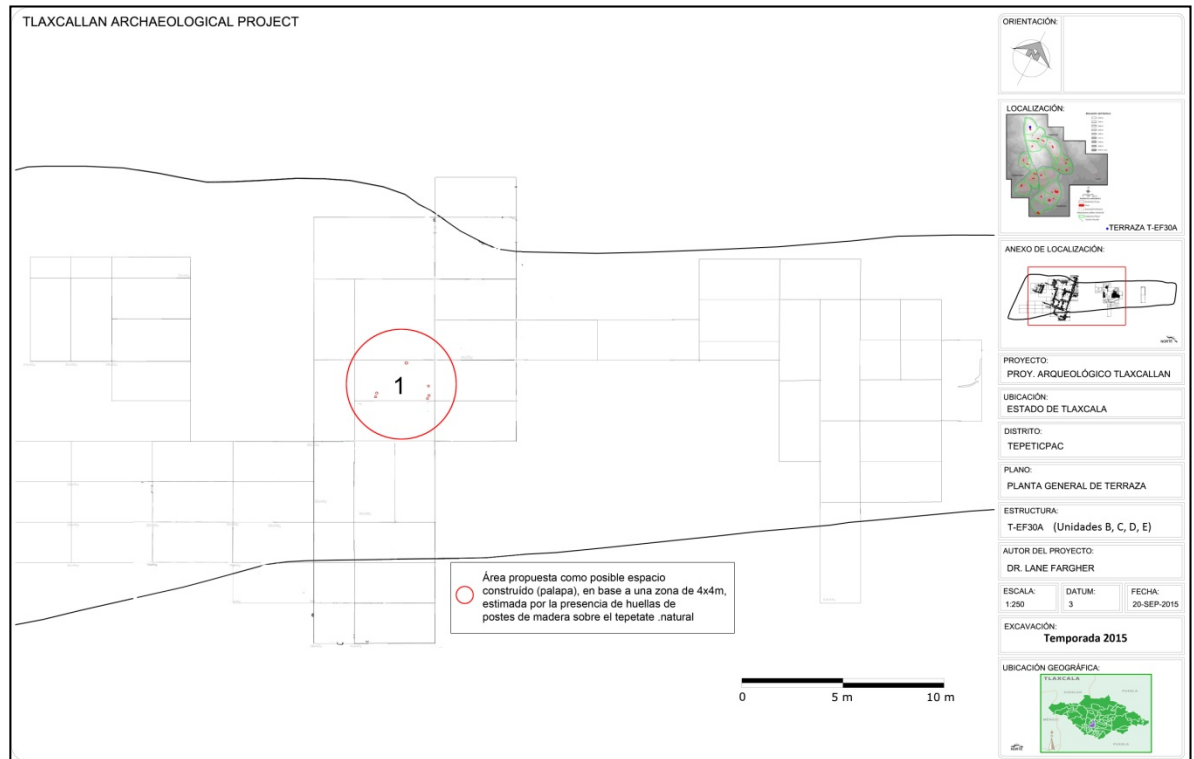 TLAXCALLAN ARCHAEOLOGICAL PROJECT
1
Área propuesta como posible espacio
construído (palapa), en base a una zona de 4x4m,
estimada por la presencia de huellas de
postes de madera sobre el tepetate .natural
0 5 m 10 m
ORIENTACIÓN:
LOCALIZACIÓN:
TERRAZA T-EF30A
ANEXO DE LOCALIZACIÓN:
NORTE
PROYECTO:
PROY. ARQUEOLÓGICO TLAXCALLAN
UBICACIÓN:
ESTADO DE TLAXCALA
DISTRITO:
TEPETICPAC
PLANO:
PLANTA GENERAL DE TERRAZA
ESTRUCTURA:
T-EF30A (Unidades B, C, D, E)
AUTOR DEL PROYECTO:
DR. LANE FARGHER
ESCALA: DATUM: FECHA:
1:250 3 20-SEP-2015
EXCAVACIÓN:
Temporada 2015
UBICACIÓN GEOGRÁFICA:
TLAXCALA